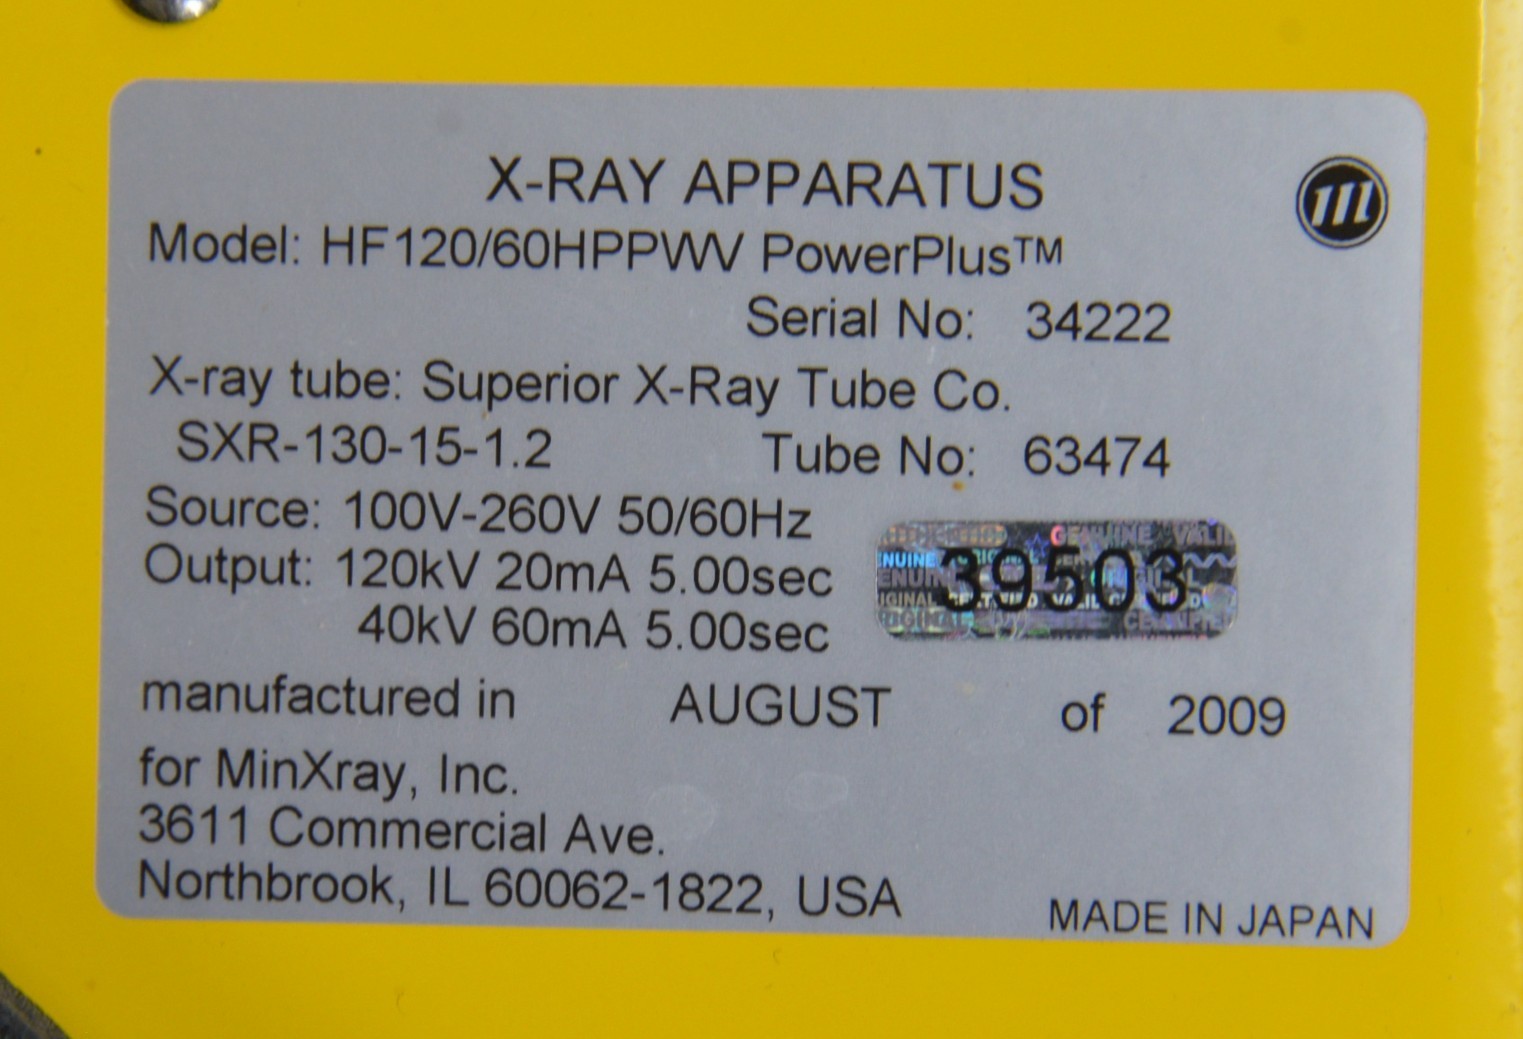 X-RAY APPARATUS
m
Model: HF120/60HPPWV PowerPlus™
Serial No: 34222
X-ray tube: Superior X-Ray Tube Co.
SXR-130-15-1.2 Tube No: 63474
Source: 100V-260V 50/60Hz
Output: 120kV 20mA 5.00sec
39503
40kV 60mA 5.00sec
manufactured in AUGUST of 2009
for MinXray, Inc.
3611 Commercial Ave.
Northbrook, IL 60062-1822, USA
MADE IN JAPAN